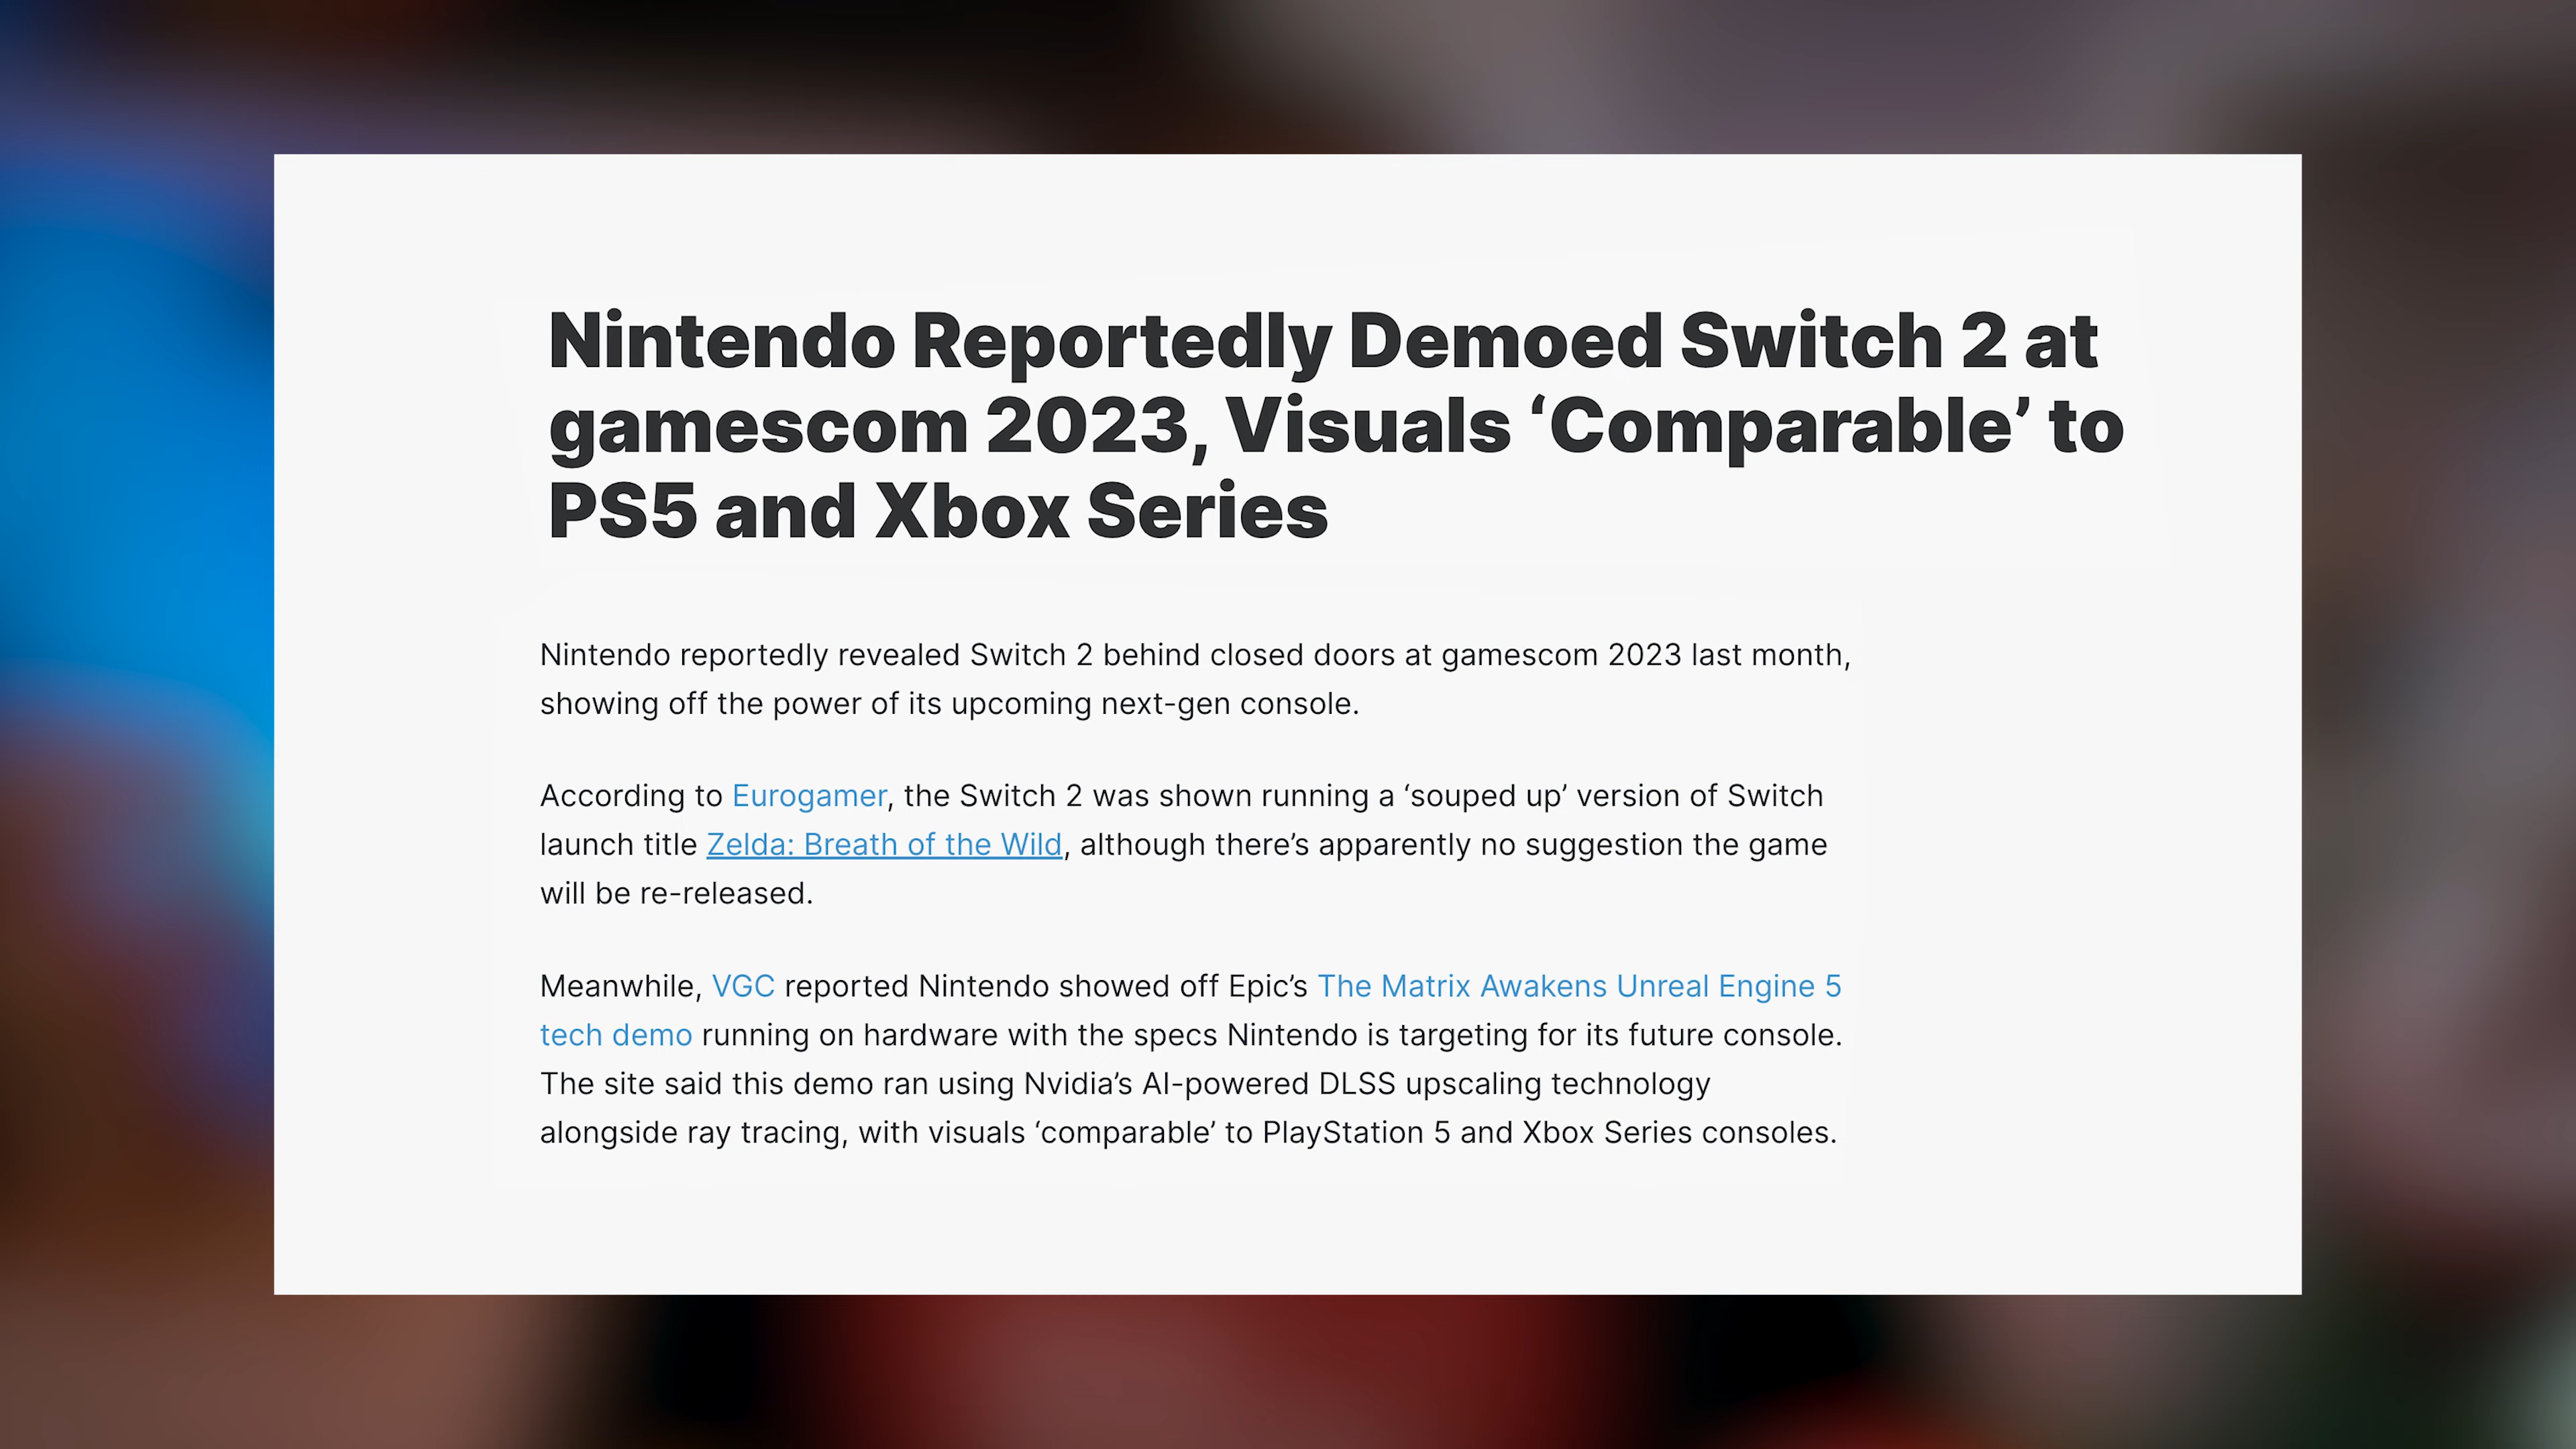 Nintendo Reportedly Demoed Switch 2 at
gamescom 2023, Visuals ‘Comparable’ to
PS5 and Xbox Series
Nintendo reportedly revealed Switch 2 behind closed doors at gamescom 2023 last month,
showing off the power of its upcoming next-gen console.
According to Eurogamer, the Switch 2 was shown running a ‘souped up’ version of Switch
launch title Zelda: Breath of the Wild, although there’s apparently no suggestion the game
will be re-released.
Meanwhile, VGC reported Nintendo showed off Epic’s The Matrix Awakens Unreal Engine 5
tech demo running on hardware with the specs Nintendo is targeting for its future console.
The site said this demo ran using Nvidia’s AI-powered DLSS upscaling technology
alongside ray tracing, with visuals ‘comparable’ to PlayStation 5 and Xbox Series consoles.